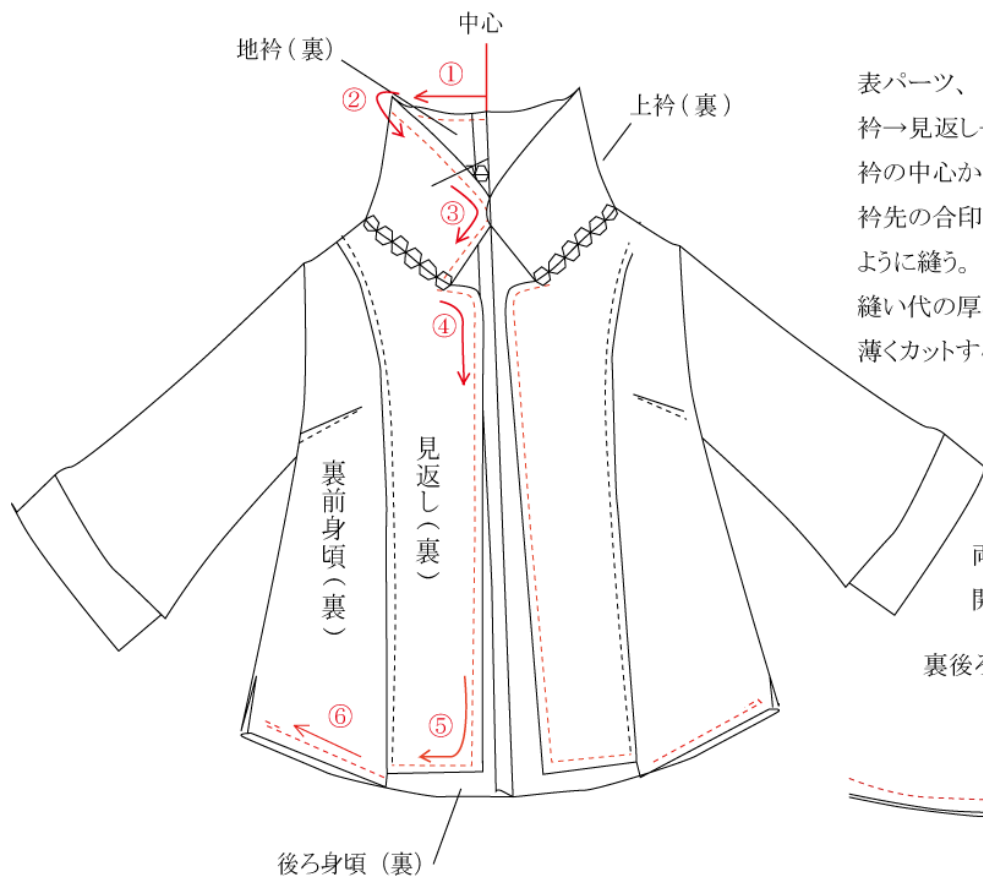 中心
地衿(裏)
①
②
上衿(裏)
③
④
見返し(裏)
裏前身頃(裏)
⑤
⑥
後ろ身頃 (裏)
表パーツ、
衿→見返し
衿の中心か
衿先の合印
ように縫う。
縫い代の厚
薄くカットす
裏後ろ